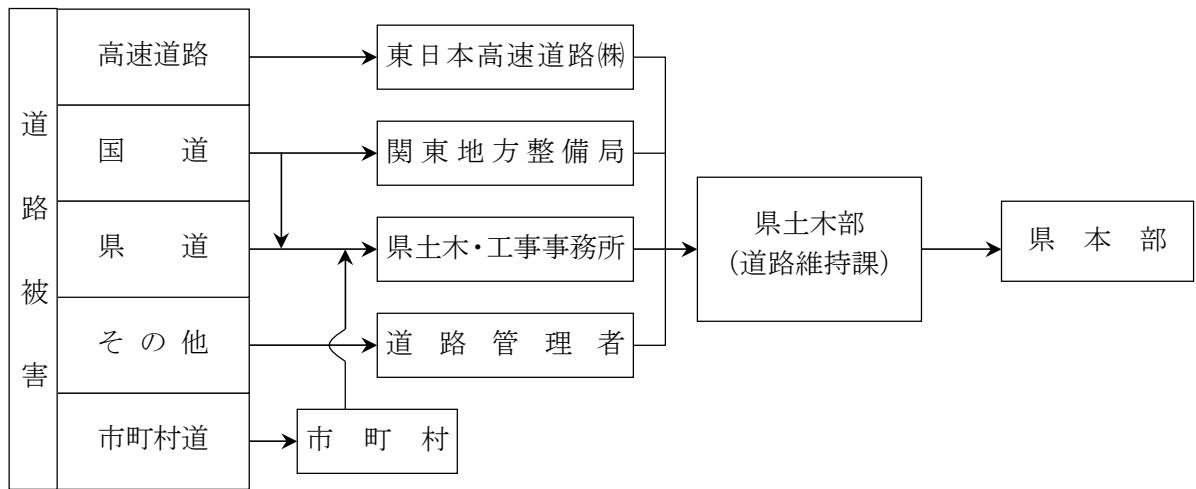 道路被害
高速道路
国道
県道
その他
市町村道
東日本高速道路㈱
関東地方整備局
県土木・工事事務所
道路管理者
市町村
県土木部
(道路維持課)
県本部